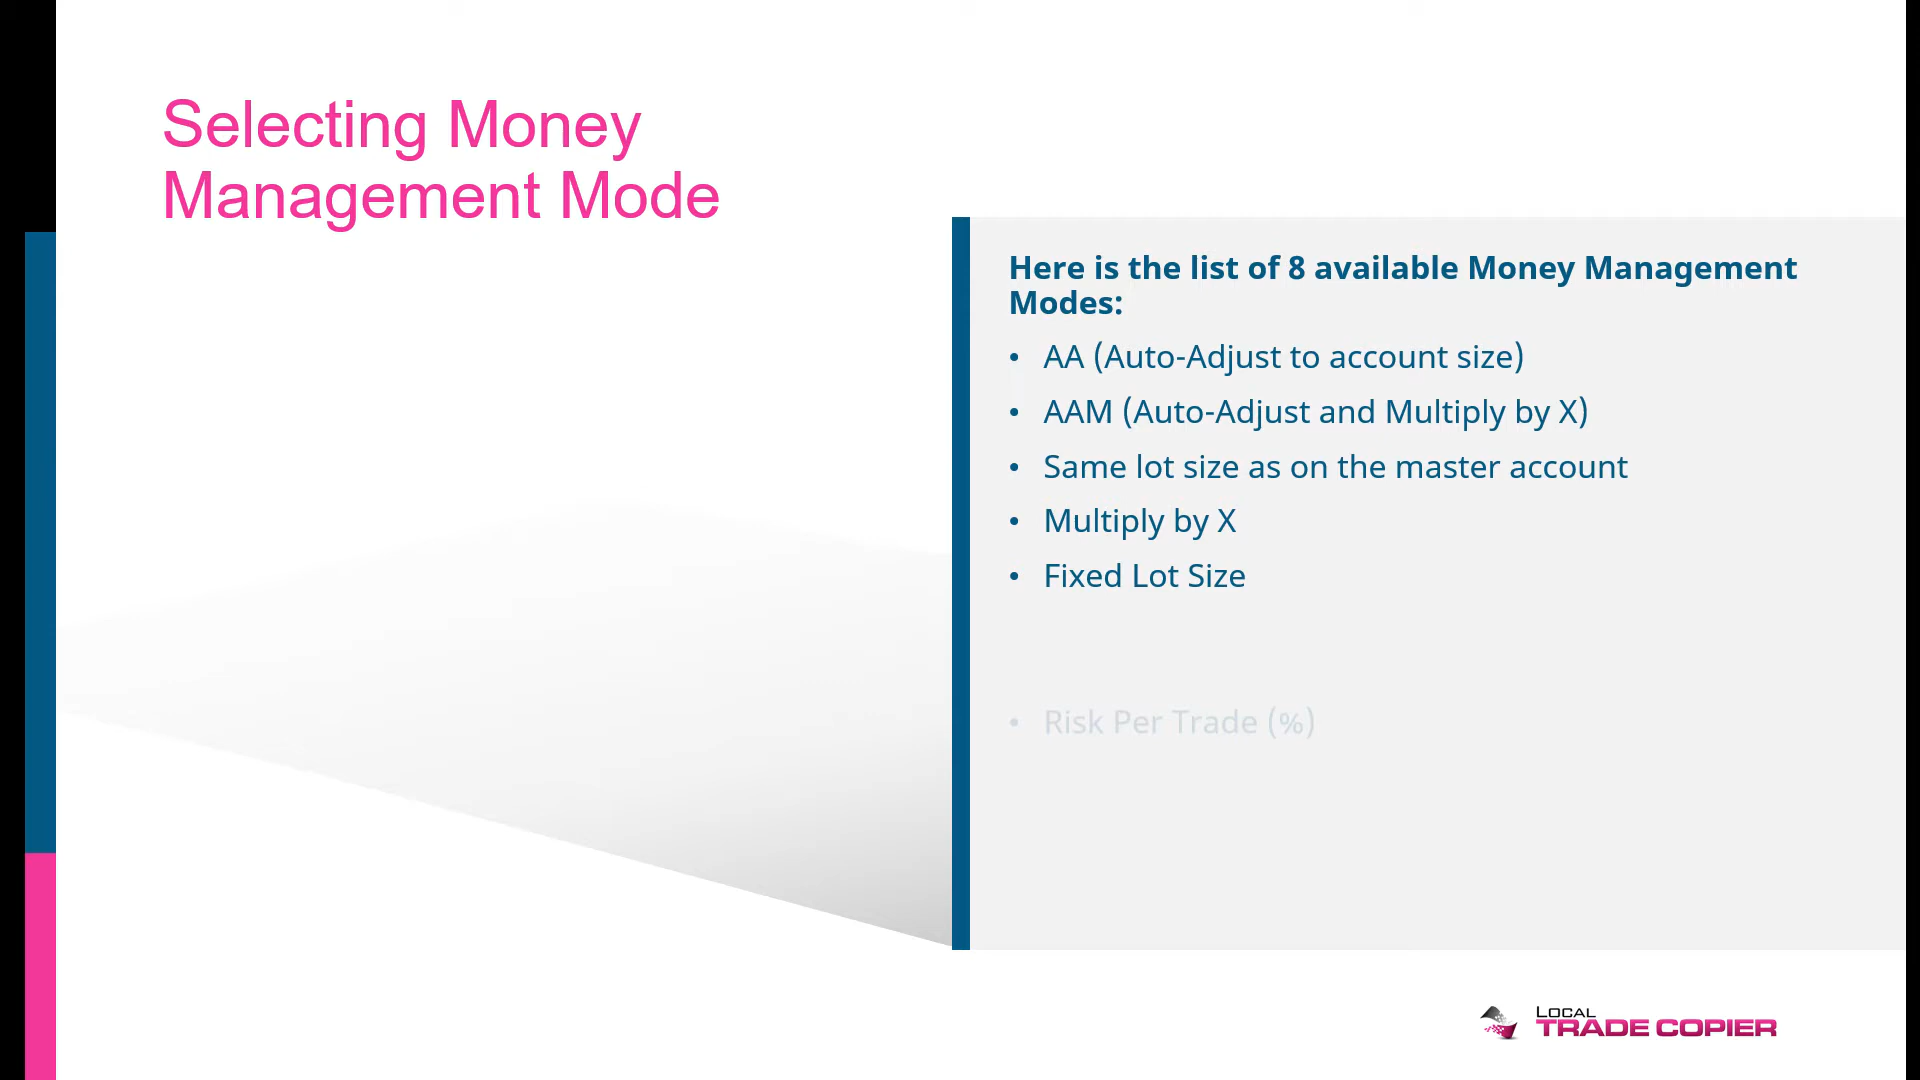 Selecting Money
Management Mode
Here is the list of 8 available Money Management
Modes:
• AA (Auto-Adjust to account size)
• AAM (Auto-Adjust and Multiply by X)
• Same lot size as on the master account
• Multiply by X
• Fixed Lot Size
• Risk Per Trade (%)
LOCAL
TRADE COPIER